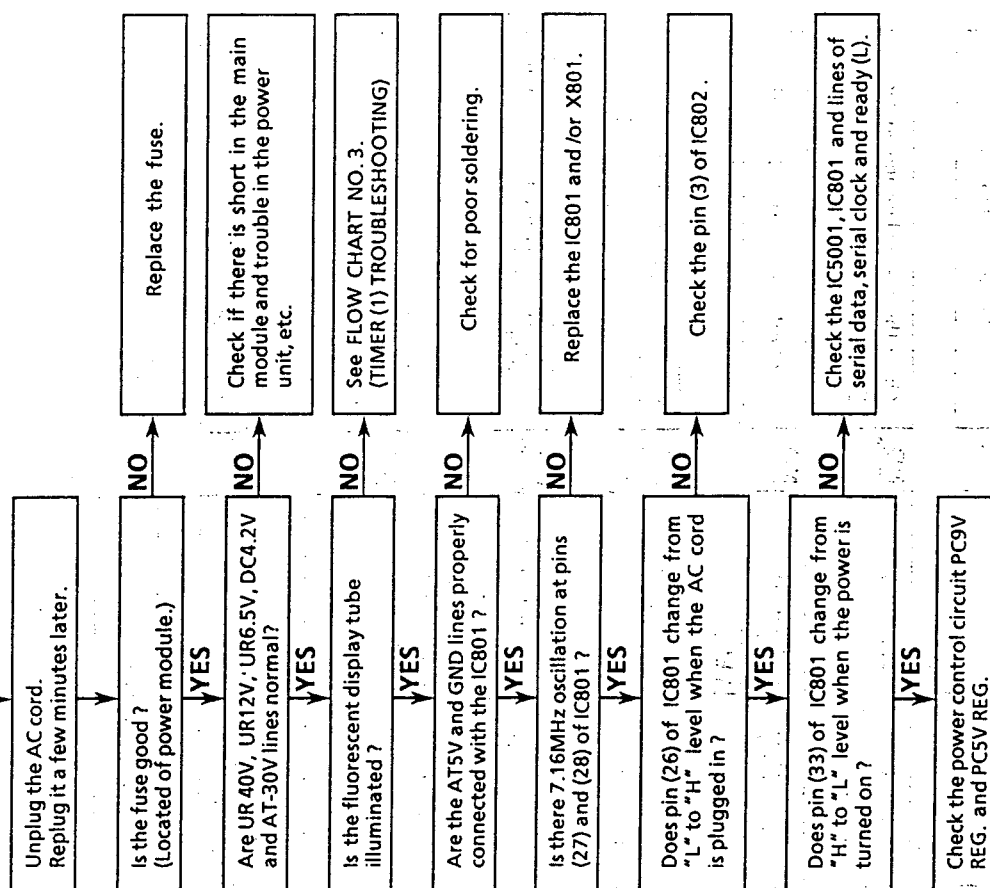 Unplug the AC cord.
Replug it a few minutes later.
Is the fuse good ?
(Located of power module.)
NO
Replace the fuse.
YES
Are UR 40V, UR12V, UR6.5V, DC4.2V
and AT-30V lines normal?
NO
Check if there is short in the main
module and trouble in the power
unit, etc.
YES
Is the fluorescent display tube
illuminated ?
NO
See FLOW CHART NO. 3.
(TIMER (1) TROUBLESHOOTING)
YES
Are the AT5V and GND lines properly
connected with the IC801 ?
NO
Check for poor soldering.
YES
Is there 7.16MHz oscillation at pins
(27) and (28) of IC801 ?
NO
Replace the IC801 and /or X801.
YES
Does pin (26) of IC801 change from
"L" to "H" level when the AC cord
is plugged in ?
NO
Check the pin (3) of IC802 .
YES
Does pin (33) of IC801 change from
"H" to "L" level when the power is
turned on ?
NO
Check the IC5001, IC801 and lines of
serial data, serial clock and ready (L).
YES
Check the power control circuit PC9V
REG. and PC5V REG.